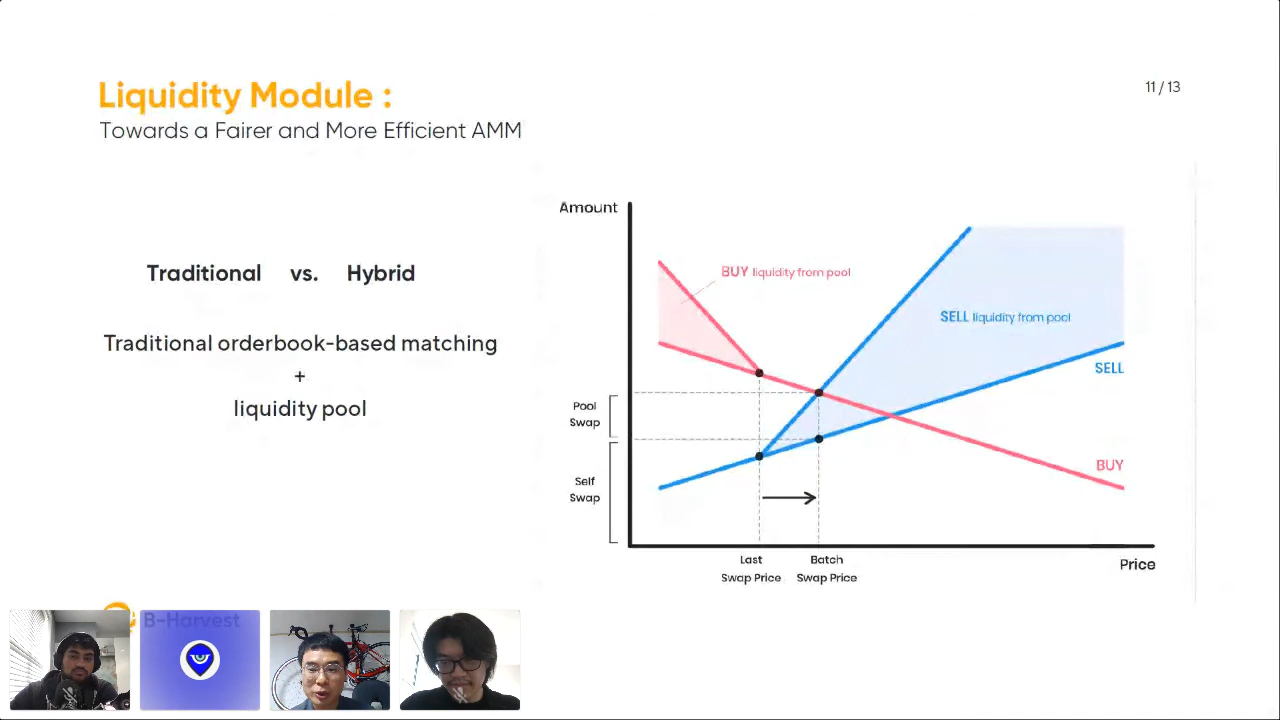 Liquidity Module :
11 / 13
Towards a Fairer and More Efficient AMM
Traditional vs. Hybrid
Traditional orderbook-based matching
+
liquidity pool
Amount
BUY liquidity from pool
SELL liquidity from pool
SELL
Pool
Swap
BUY
Self
Swap
Last
Swap Price
Batch
Swap Price
Price
B-Harvest